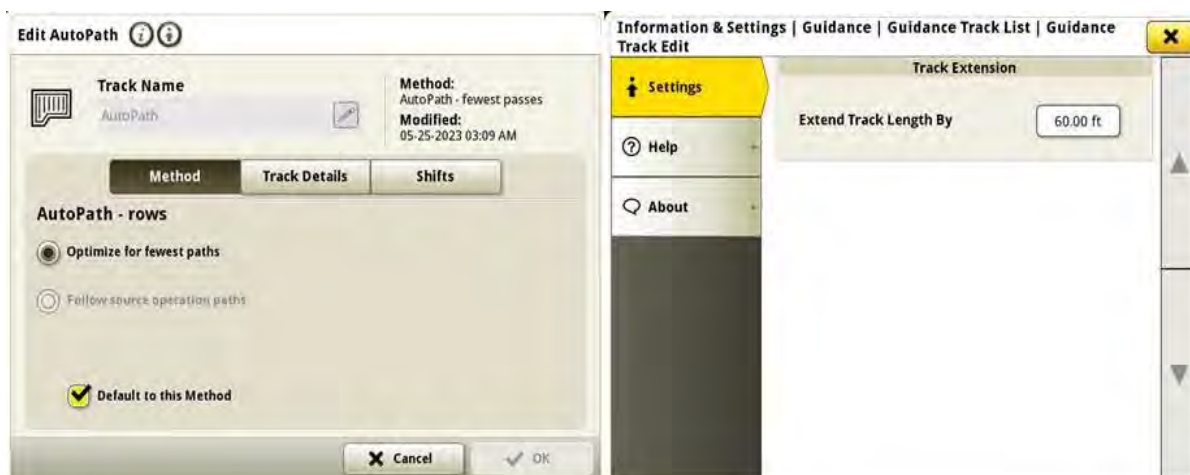 Edit AutoPath
Track Name
AutoPath
Method:
AutoPath - fewest passes
Modified:
05-25-2023 03:09 AM
Method
Track Details
Shifts
AutoPath - rows
Optimize for fewest paths
Follow source operation paths
Default to this Method
Cancel
OK
Information & Settings | Guidance | Guidance Track List | Guidance
Track Edit
Settings
Help
About
Track Extension
Extend Track Length By
60.00 ft